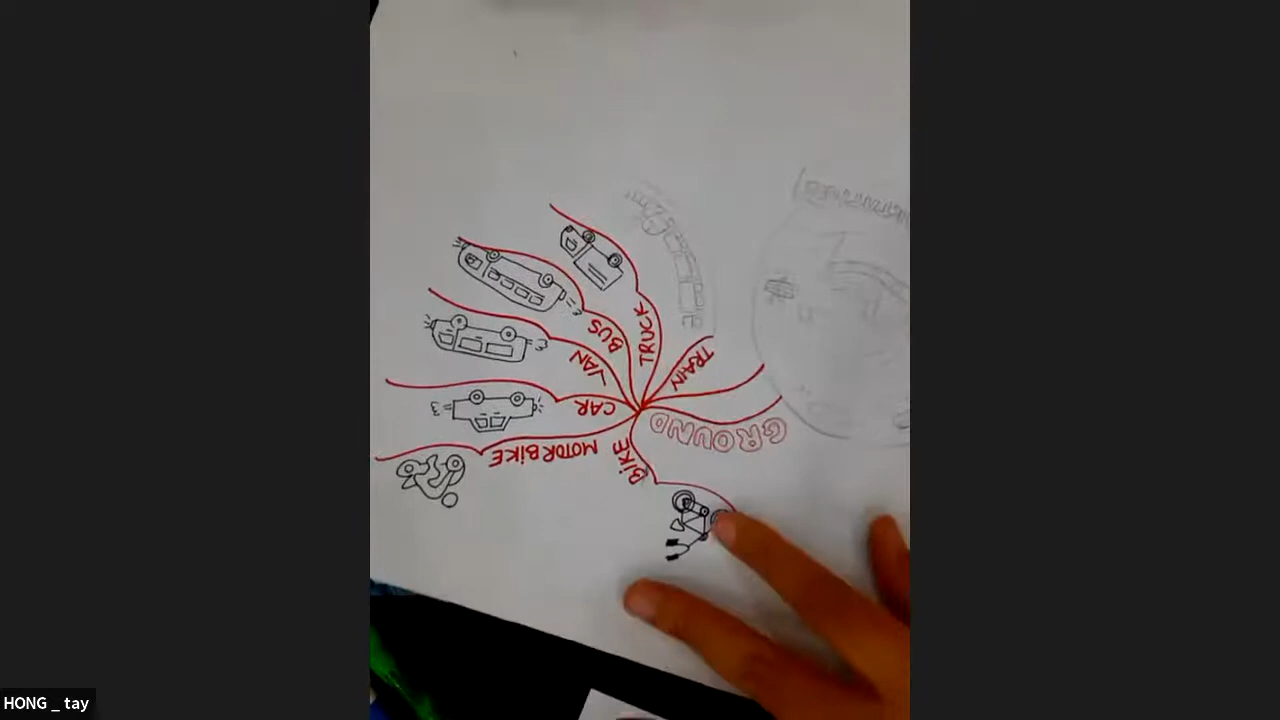 TRUCK
BUS
VAN
TRAIN
CAR
GROUND
MOTORBIKE
BIKE
HONG _ tay